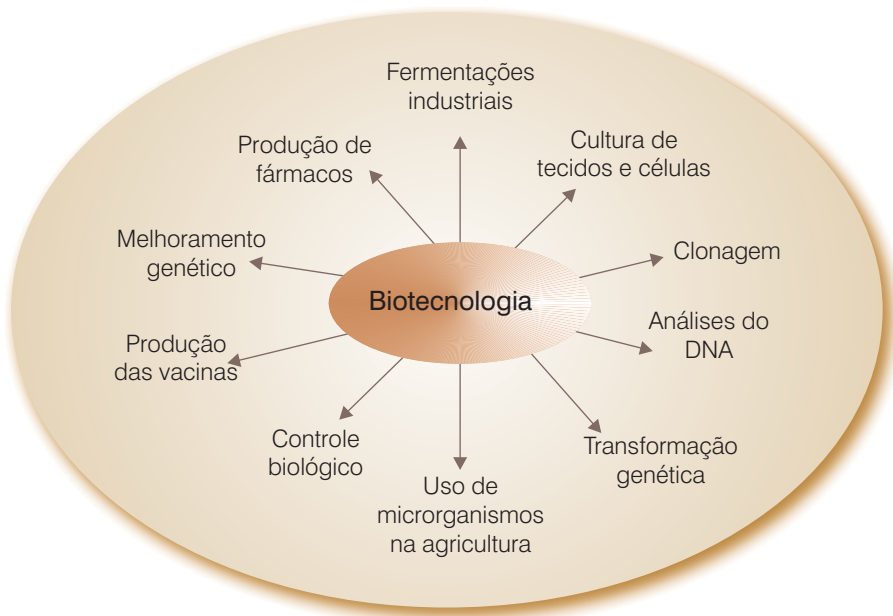 Fermentações
industriais
Cultura de
tecidos e células
Produção de
fármacos
Melhoramento
genético
Clonagem
Biotecnologia
Análises do
DNA
Produção
das vacinas
Controle
biológico
Transformação
genética
Uso de
microrganismos
na agricultura